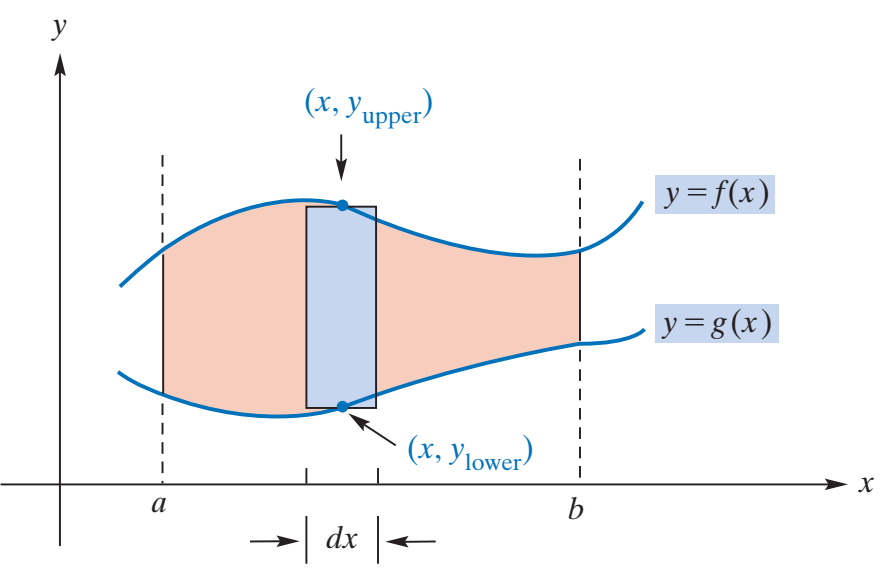 y
(x, y_upper)
y = f(x)
y = g(x)
(x, y_lower)
x
a
b
dx